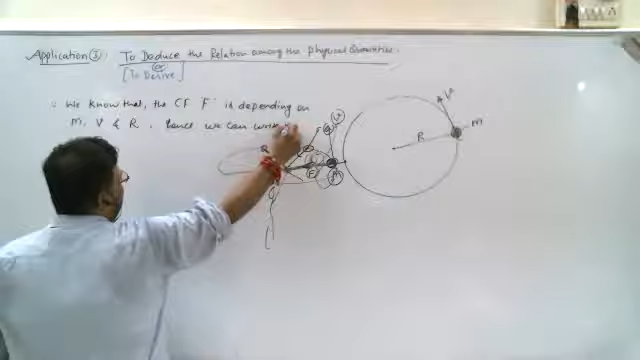 Application ① To Deduce the Relation among the Physical Quantities.
(or)
[To Derive]
∴ We know that, the CF 'F' is depending on
M, V & R, hence we can write
V
M
R
F